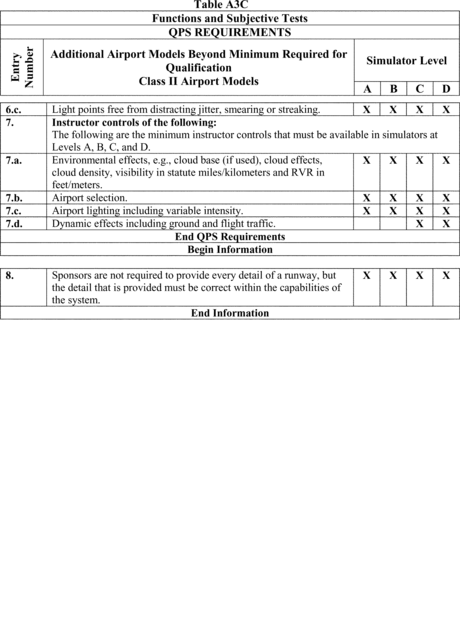 Table A3C
Functions and Subjective Tests
QPS REQUIREMENTS
Entry Number
Additional Airport Models Beyond Minimum Required for
Qualification
Class II Airport Models
Simulator Level
A B C D
6.c. Light points free from distracting jitter, smearing or streaking. X X X X
7. Instructor controls of the following:
The following are the minimum instructor controls that must be available in simulators at
Levels A, B, C, and D.
7.a. Environmental effects, e.g., cloud base (if used), cloud effects, X X X X
cloud density, visibility in statute miles/kilometers and RVR in
feet/meters.
7.b. Airport selection. X X X X
7.c. Airport lighting including variable intensity. X X X X
7.d. Dynamic effects including ground and flight traffic. X X
End QPS Requirements
Begin Information
8. Sponsors are not required to provide every detail of a runway, but X X X X
the detail that is provided must be correct within the capabilities of
the system.
End Information